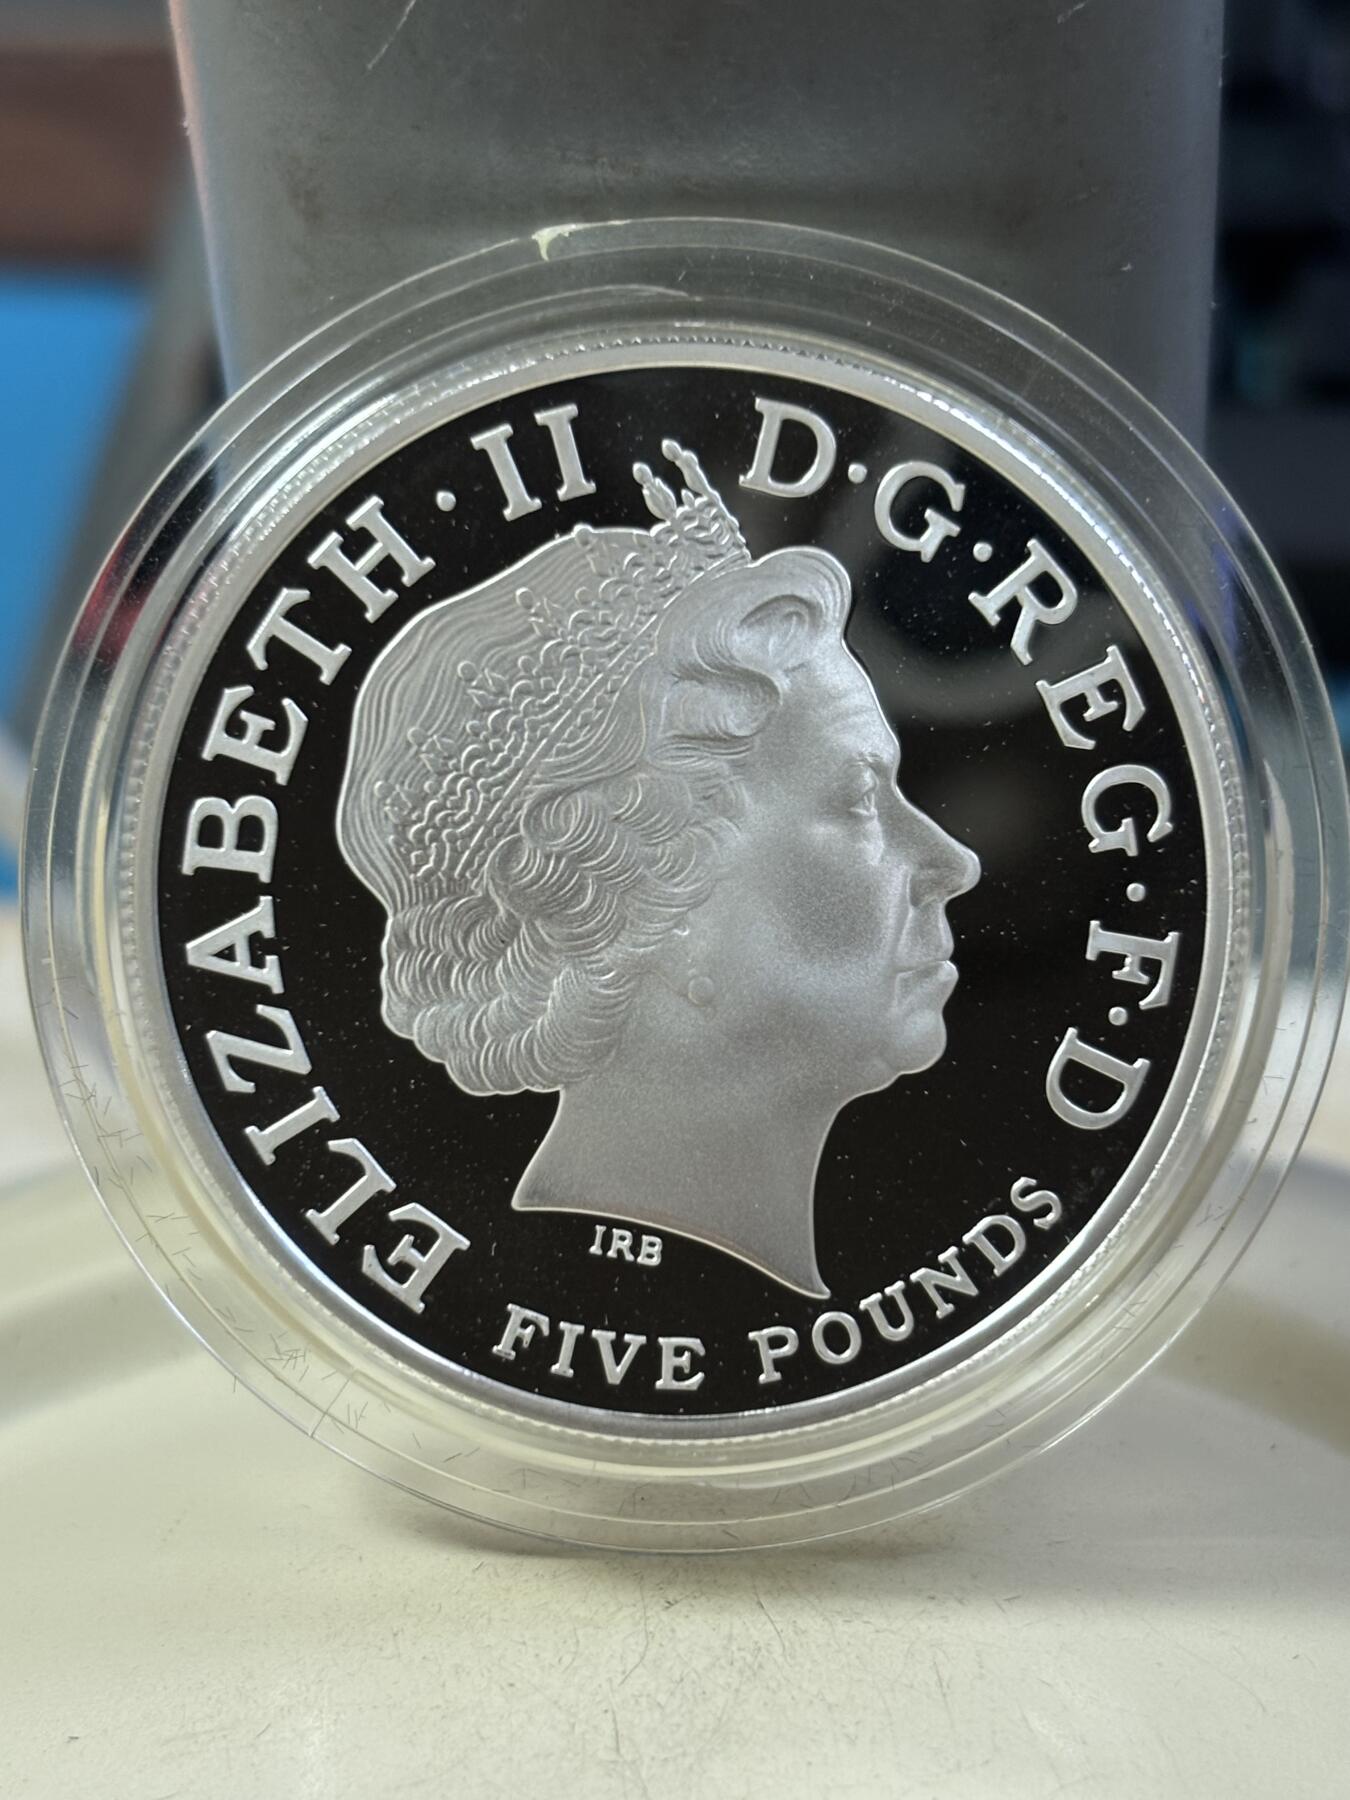 ELIZABETH · II D · G · REG · F · D
FIVE POUNDS
IRB